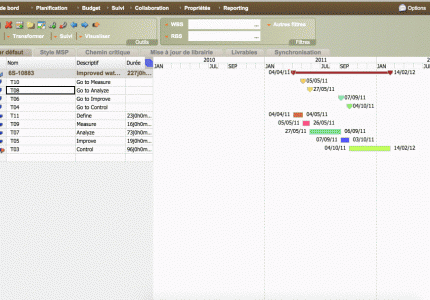 de bord Planification Budget Suivi Collaboration Propriétés Reporting Options
WBS ... Autres filtres
Transformer Suivi Visualiser RBS ...
Outils Filtres
ar défaut Style MSP Chemin critique Mise à jour de librairie Livrables Synchronisation
Nom Descriptif Durée 2010 2011
JAN JUL SEP JAN JUL SEP JAN JU
6S-10883 Improved wat... 227j0h... 04/04/11 14/02/12
T10 Go to Measure 05/05/11
T08 Go to Analyze 27/05/11
T06 Go to Improve 07/09/11
T04 Go to Control 04/10/11
T11 Define 23j0h0m... 04/04/11 04/05/11
T09 Measure 16j0h0m... 05/05/11 26/05/11
T07 Analyze 73j0h0m... 27/05/11 06/09/11
T05 Improve 19j0h0m... 07/09/11 03/10/11
T03 Control 96j0h0m... 04/10/11 14/02/12